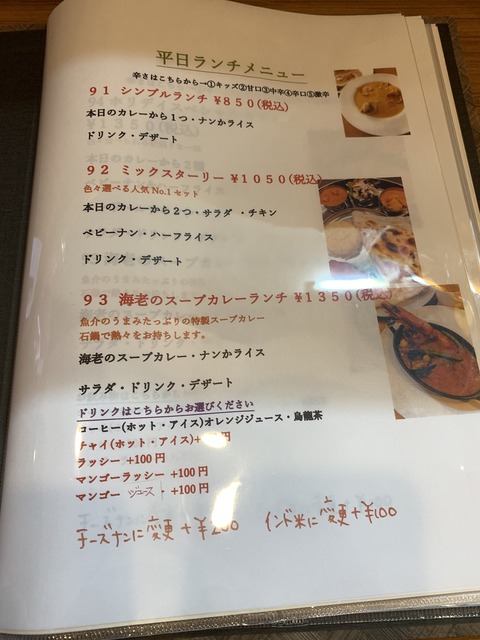 平日ランチメニュー
辛さはこちらから→①キッズ②甘口③中辛④辛口⑤激辛
91 シンプルランチ ¥850(税込)
本日のカレーから1つ・ナンかライス
ドリンク・デザート
92 ミックスターリー ¥1050(税込)
色々選べる人気No.1セット
本日のカレーから2つ・サラダ・チキン
ベビーナン・ハーフライス
ドリンク・デザート
93 海老のスープカレーランチ ¥1350(税込)
魚介のうまみたっぷりの特製スープカレー
石鍋で熱々をお持ちします。
海老のスープカレー・ナンかライス
サラダ・ドリンク・デザート
ドリンクはこちらからお選びください
コーヒー(ホット・アイス)オレンジジュース・烏龍茶
チャイ(ホット・アイス)+ 円
ラッシー +100円
マンゴーラッシー +100円
マンゴー ジュース・+100円
チーズナンに変更 +¥200 インド米に変更+¥100